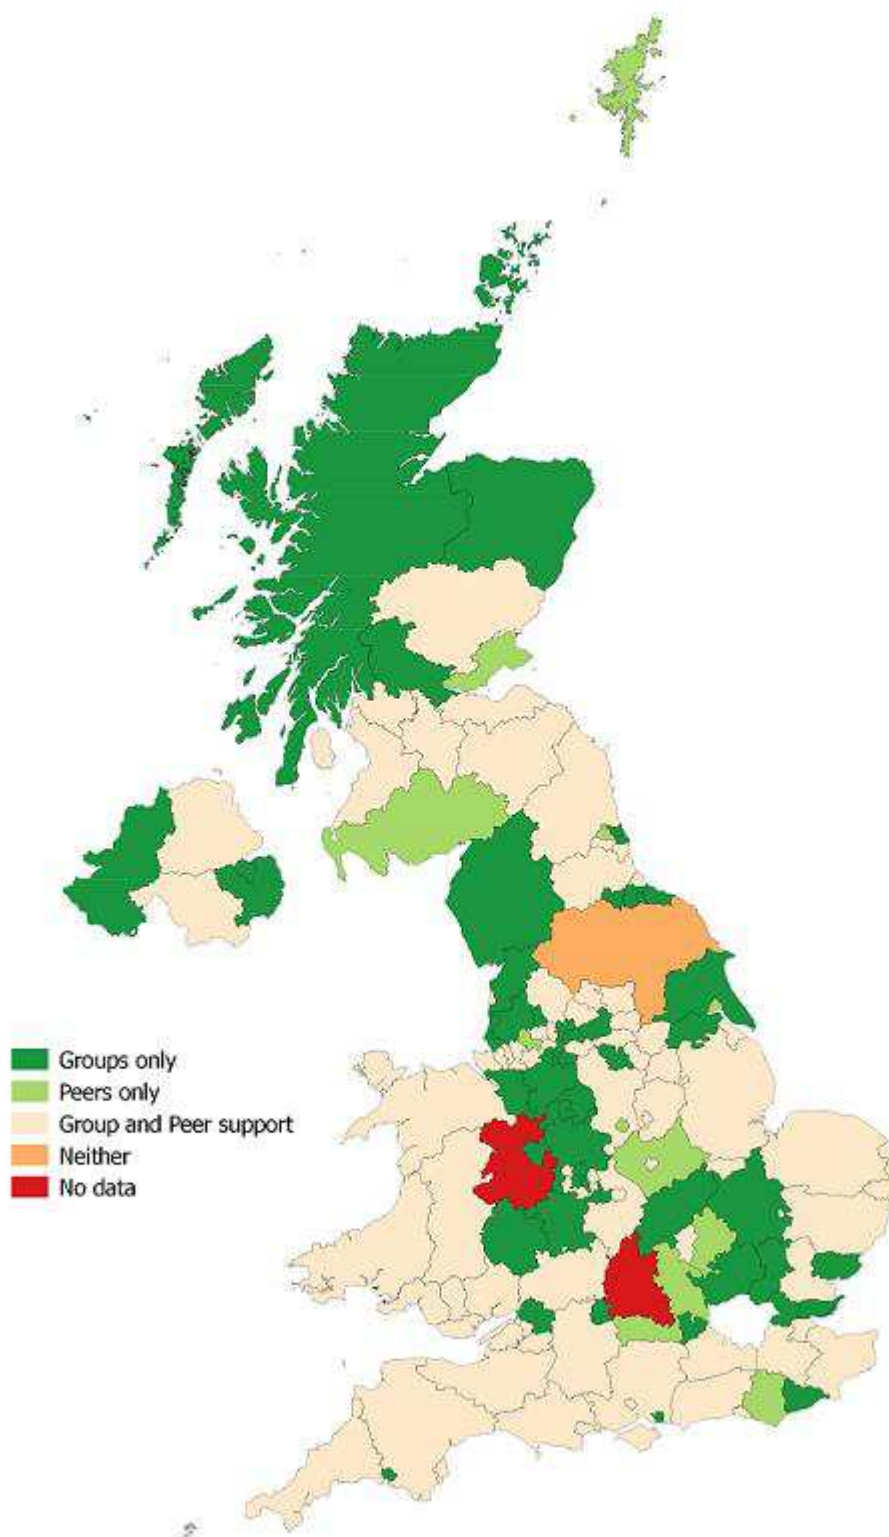 Groups only
Peers only
Group and Peer support
Neither
No data